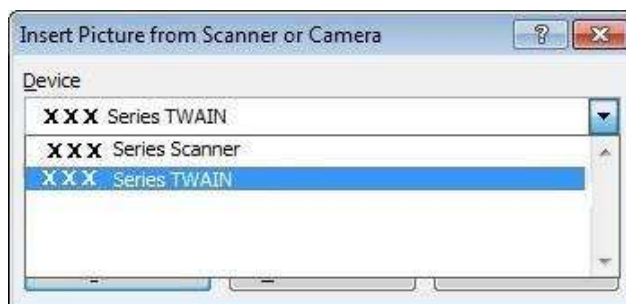 Insert Picture from Scanner or Camera
Device
XXX Series TWAIN
XXX Series Scanner
XXX Series TWAIN